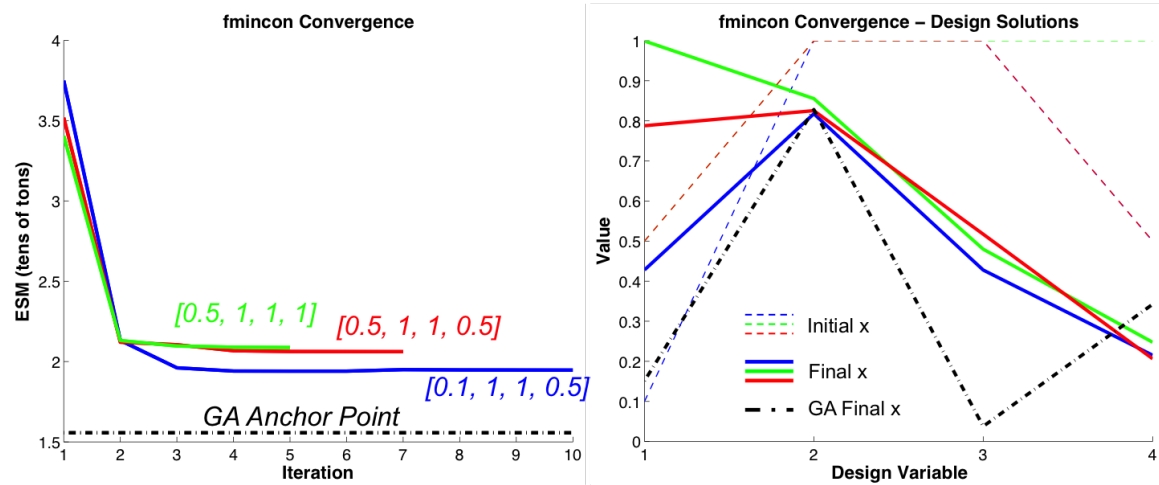 fmincon Convergence
4
3.5
3
2.5
2
1.5
ESM (tens of tons)
[0.5, 1, 1, 1]
[0.5, 1, 1, 0.5]
[0.1, 1, 1, 0.5]
GA Anchor Point
1 2 3 4 5 6 7 8 9 10
Iteration
fmincon Convergence – Design Solutions
1
0.9
0.8
0.7
0.6
0.5
0.4
0.3
0.2
0.1
0
Value
Initial x
Final x
GA Final x
1 2 3 4
Design Variable